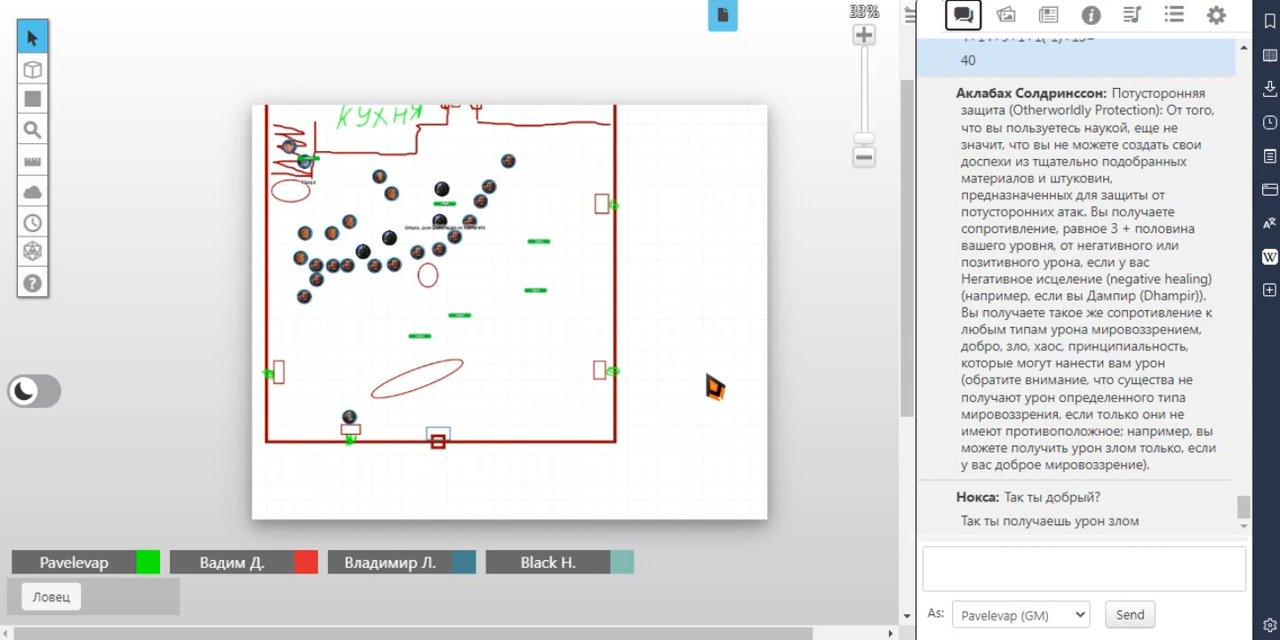 33%
40
Аклабах Солдринссон: Потусторонняя
защита (Otherworldly Protection): От того,
что вы пользуетесь наукой, еще не
значит, что вы не можете создать свои
доспехи из тщательно подобранных
материалов и штуковин,
предназначенных для защиты от
потусторонних атак. Вы получаете
сопротивление, равное 3 + половина
вашего уровня, от негативного или
позитивного урона, если у вас
Негативное исцеление (negative healing)
(например, если вы Дампир (Dhampir)).
Вы получаете такое же сопротивление к
любым типам урона мировоззрением,
добро, зло, хаос, принципиальность,
которые могут нанести вам урон
(обратите внимание, что существа не
получают урон определенного типа
мировоззрения, если только они не
имеют противоположное; например, вы
можете получить урон злом только, если
у вас доброе мировоззрение).
Нокса: Так ты добрый?
Так ты получаешь урон злом
КУХНЯ
Pavelevap
Вадим Д.
Владимир Л.
Black H.
Ловец
As:
Pavelevap (GM)
Send